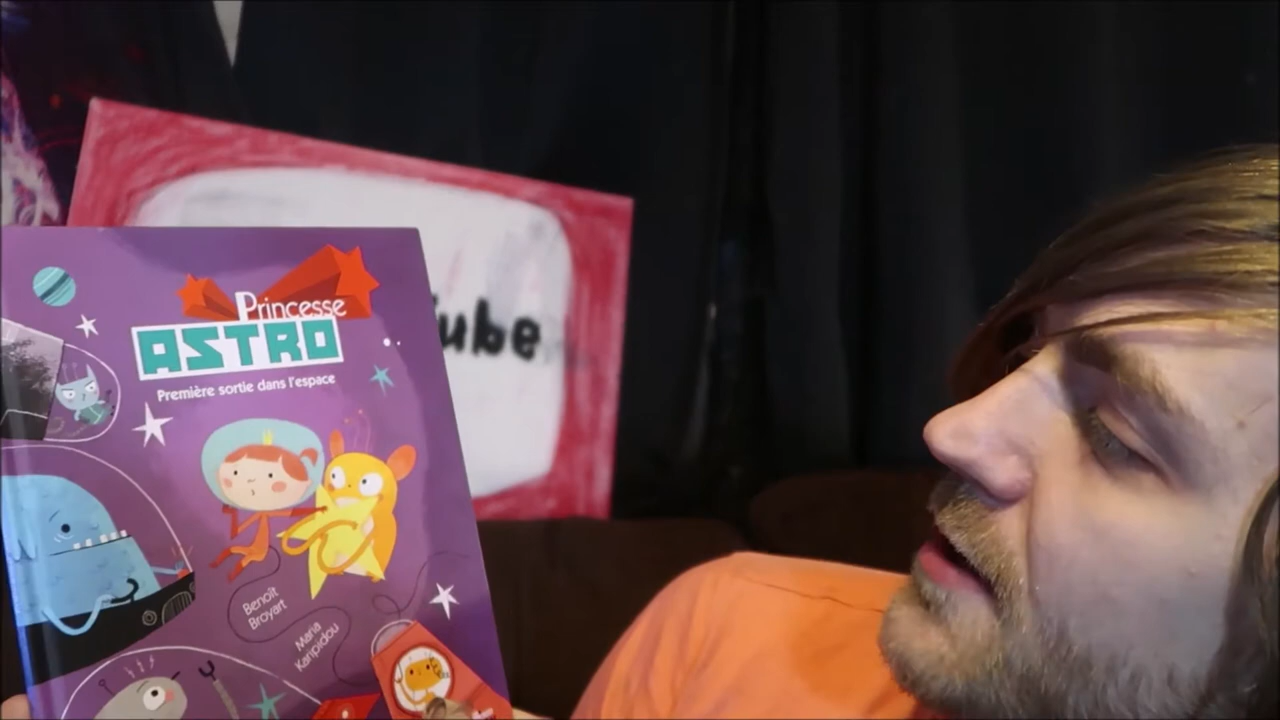 Princesse
ASTRO
Première sortie dans l'espace
Benoît
Broyart
Maria
Karipidou
ube